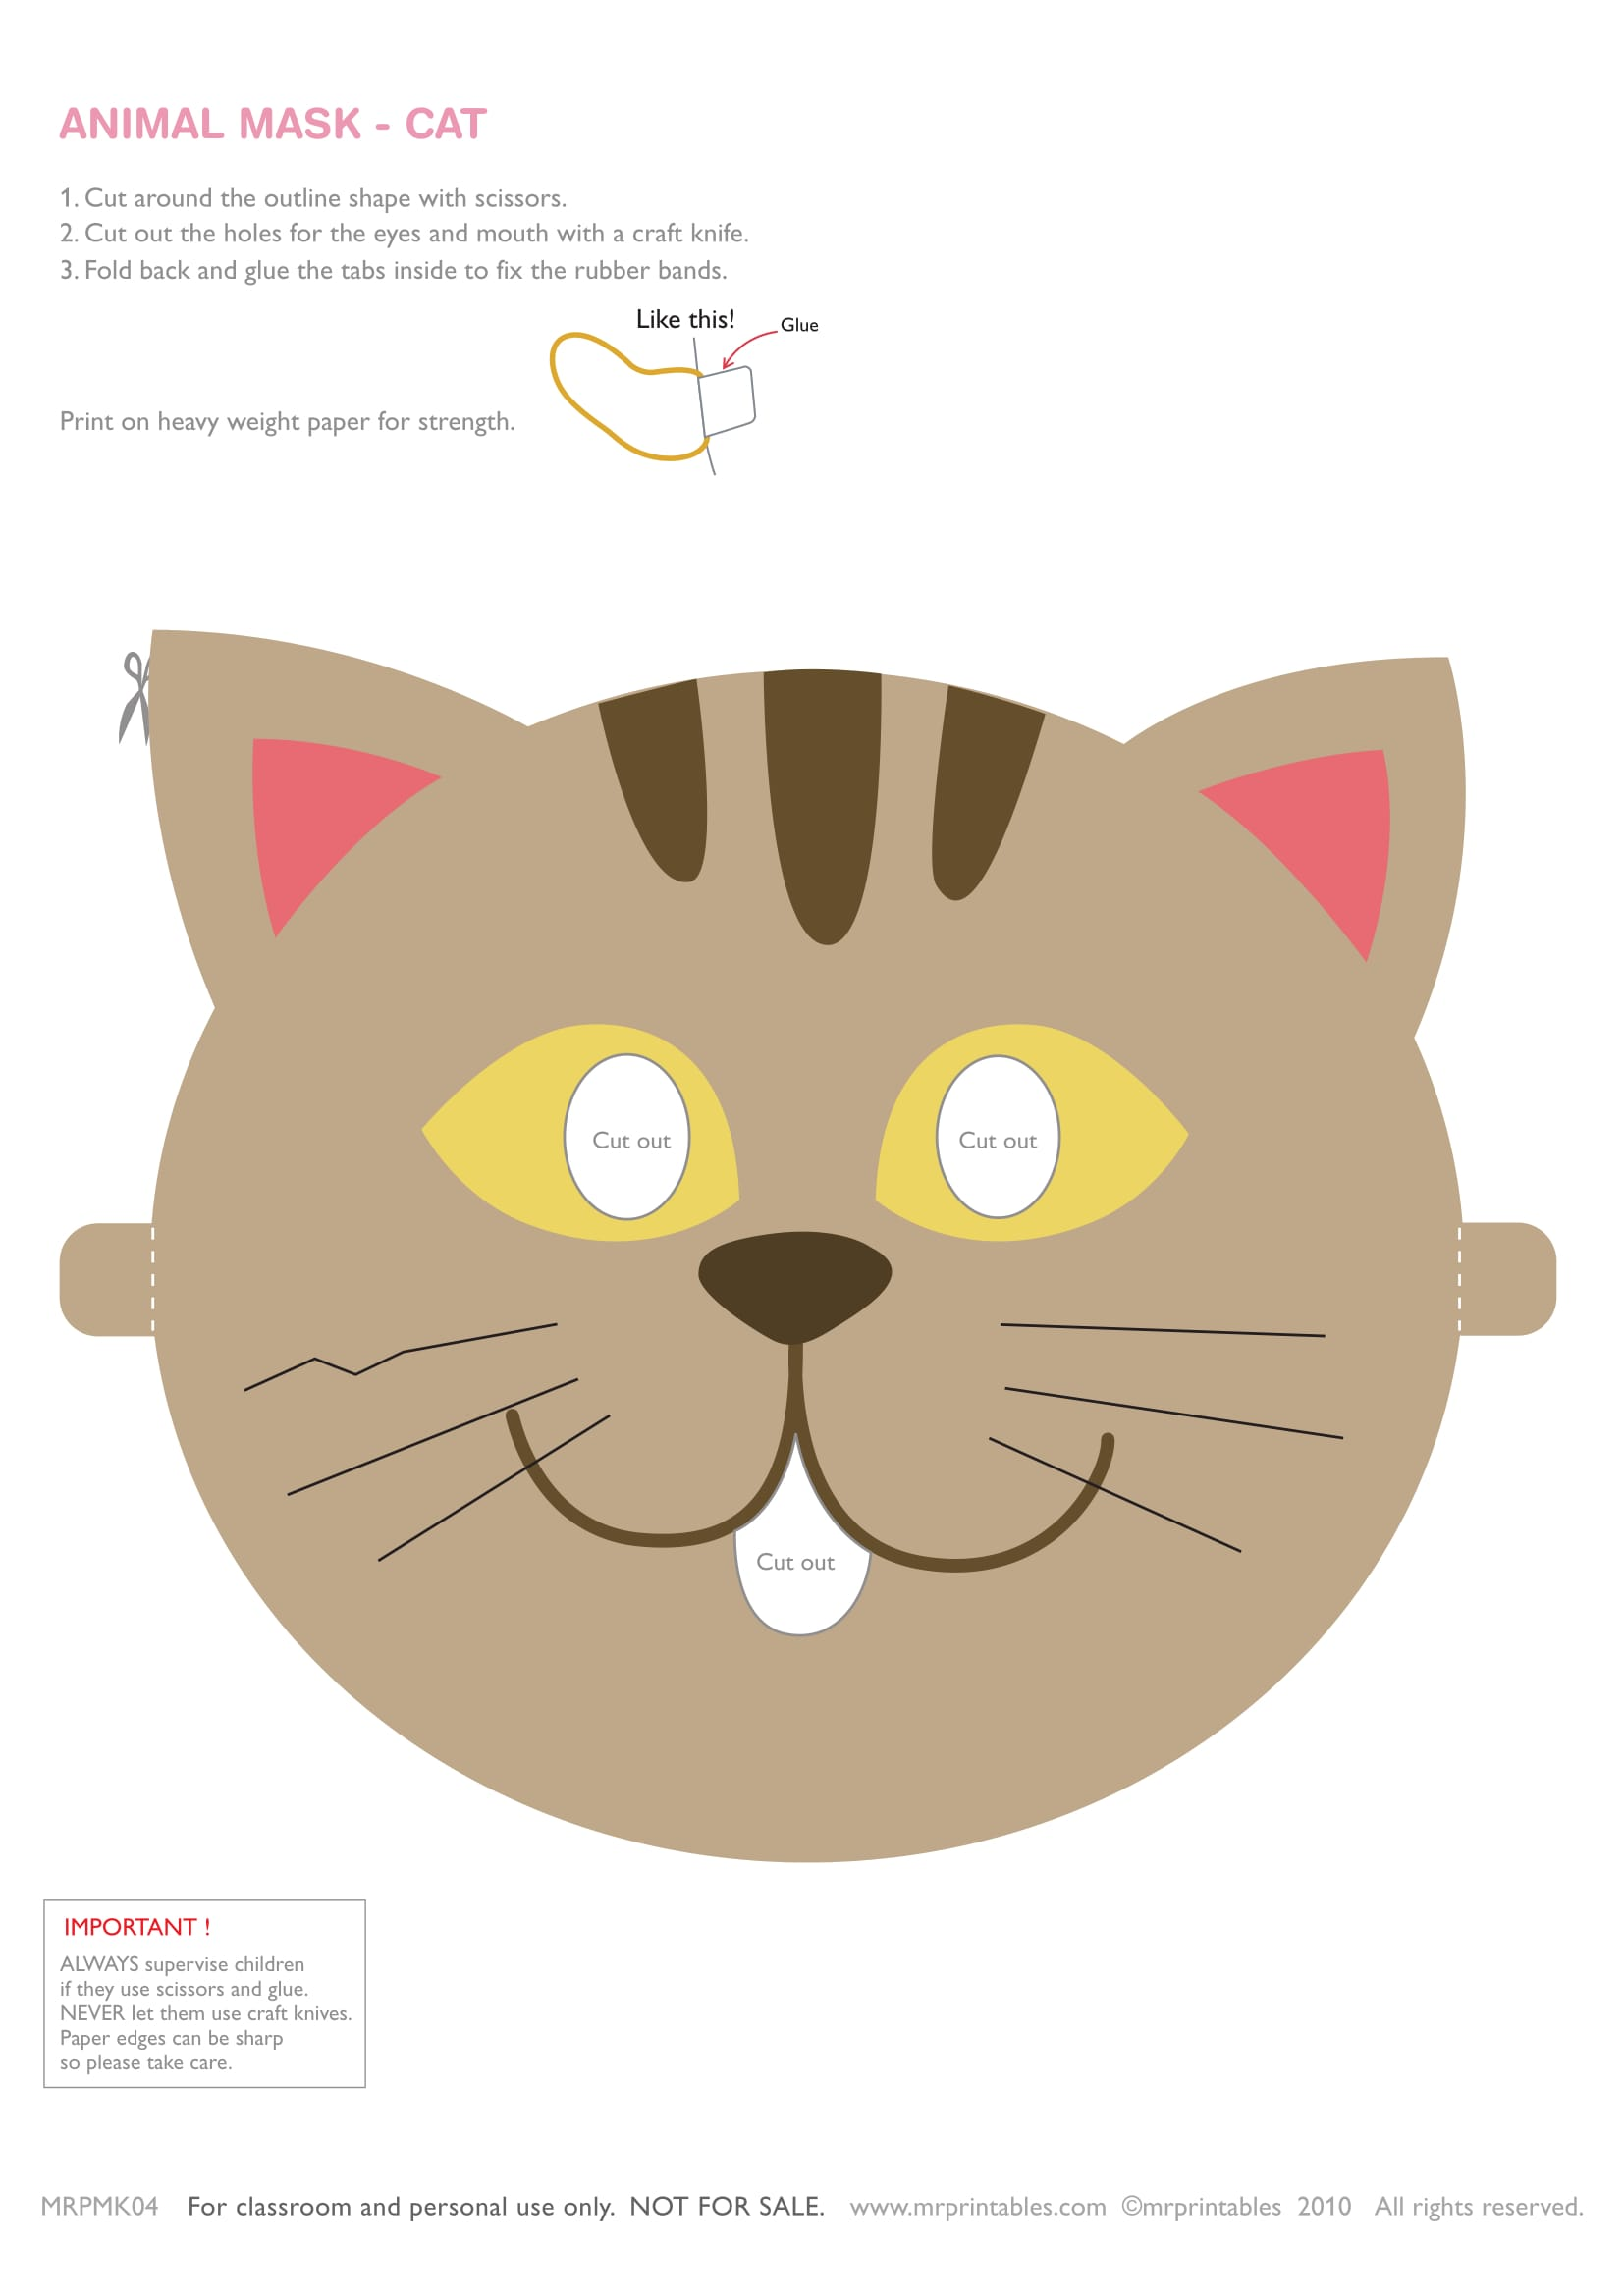 ANIMAL MASK - CAT
1. Cut around the outline shape with scissors.
2. Cut out the holes for the eyes and mouth with a craft knife.
3. Fold back and glue the tabs inside to fix the rubber bands.
Like this!
Glue
Print on heavy weight paper for strength.
Cut out
Cut out
Cut out
IMPORTANT !
ALWAYS supervise children
if they use scissors and glue.
NEVER let them use craft knives.
Paper edges can be sharp
so please take care.
MRPMK04 For classroom and personal use only. NOT FOR SALE. www.mrprintables.com ©mrprintables 2010 All rights reserved.